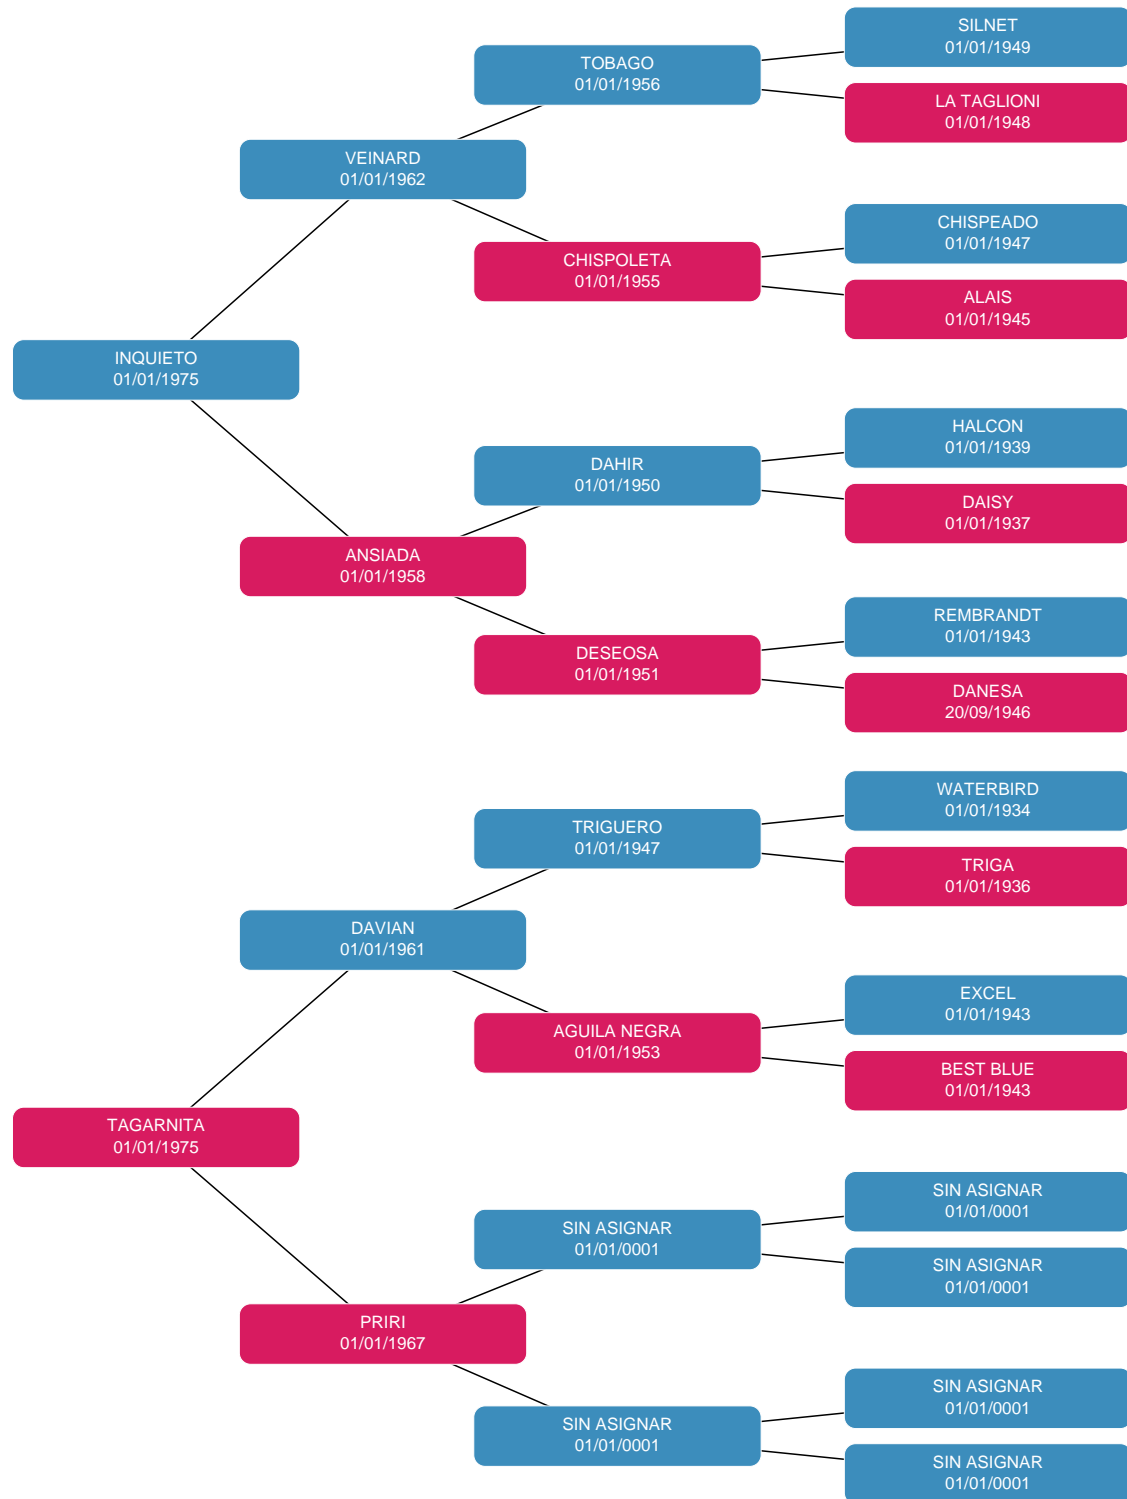 SILNET
01/01/1949
TOBAGO
01/01/1956
LA TAGLIONI
01/01/1948
VEINARD
01/01/1962
CHISPEADO
01/01/1947
CHISPOLETA
01/01/1955
ALAIS
01/01/1945
INQUIETO
01/01/1975
HALCON
01/01/1939
DAHIR
01/01/1950
DAISY
01/01/1937
ANSIADA
01/01/1958
REMBRANDT
01/01/1943
DESEOSA
01/01/1951
DANESA
20/09/1946
WATERBIRD
01/01/1934
TRIGUERO
01/01/1947
TRIGA
01/01/1936
DAVIAN
01/01/1961
EXCEL
01/01/1943
AGUILA NEGRA
01/01/1953
BEST BLUE
01/01/1943
TAGARNITA
01/01/1975
SIN ASIGNAR
01/01/0001
SIN ASIGNAR
01/01/0001
SIN ASIGNAR
01/01/0001
PRIRI
01/01/1967
SIN ASIGNAR
01/01/0001
SIN ASIGNAR
01/01/0001
SIN ASIGNAR
01/01/0001